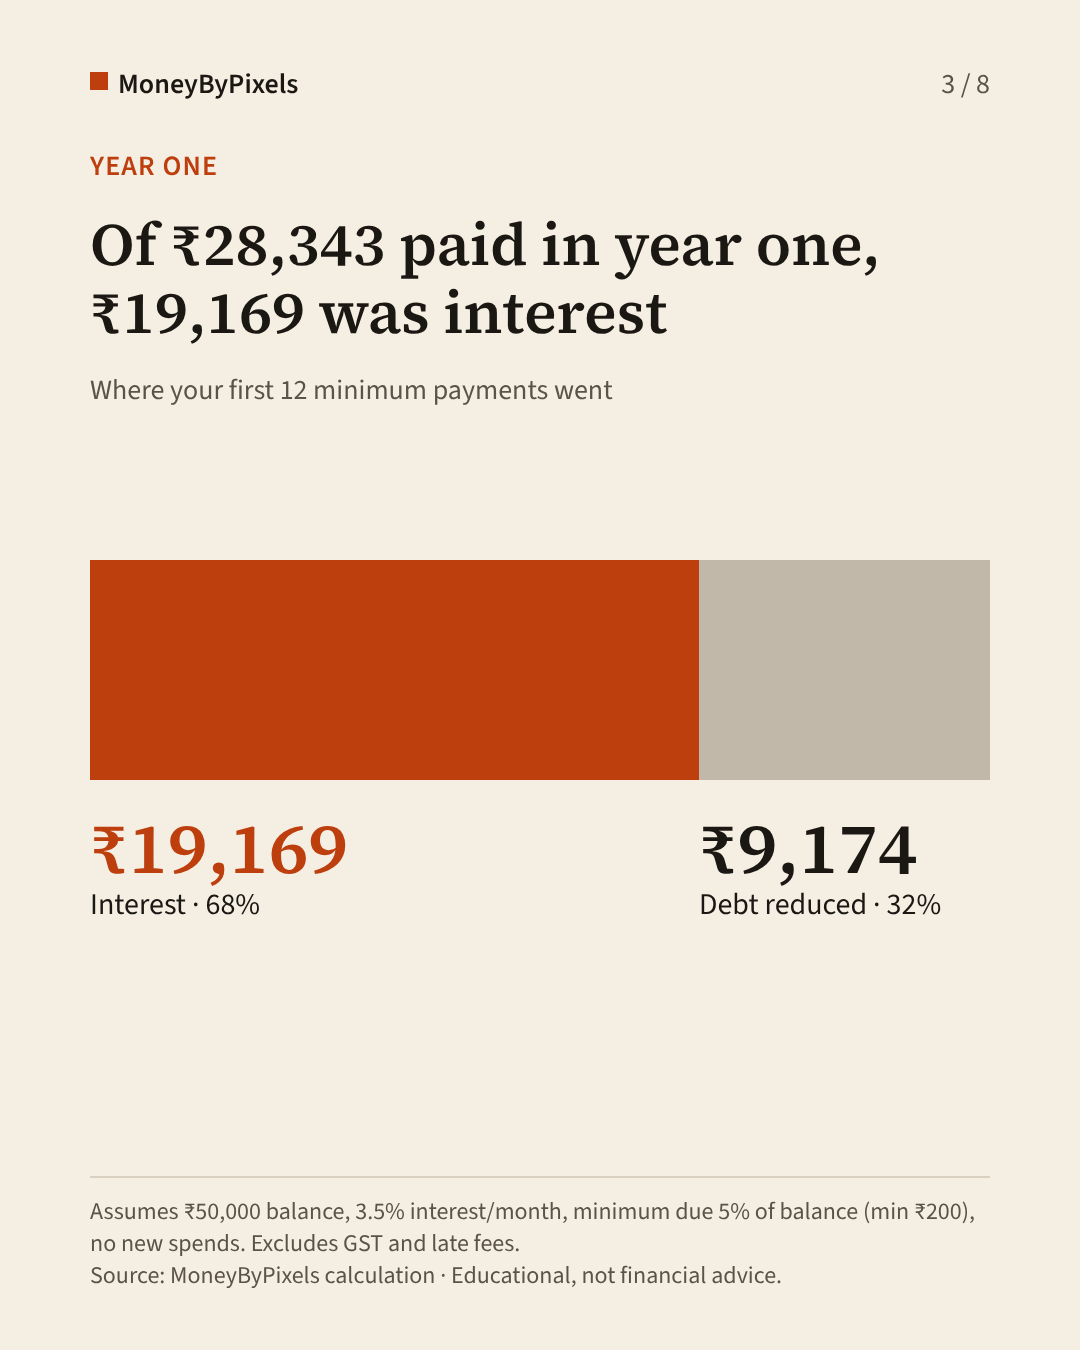 MoneyByPixels
3 / 8
YEAR ONE
Of ₹28,343 paid in year one,
₹19,169 was interest
Where your first 12 minimum payments went
₹19,169
Interest · 68%
₹9,174
Debt reduced · 32%
Assumes ₹50,000 balance, 3.5% interest/month, minimum due 5% of balance (min ₹200),
no new spends. Excludes GST and late fees.
Source: MoneyByPixels calculation · Educational, not financial advice.